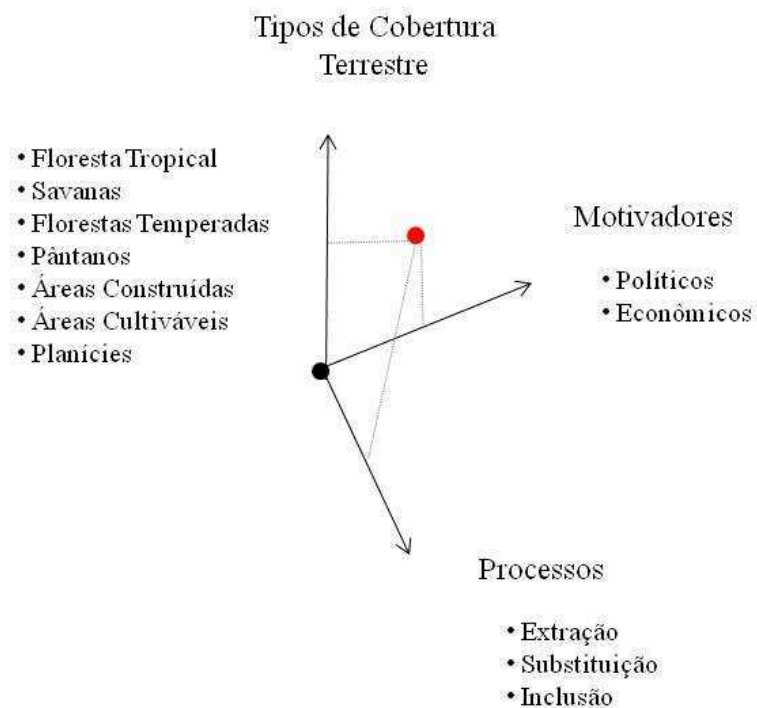 Tipos de Cobertura
Terrestre
• Floresta Tropical
• Savanas
• Florestas Temperadas
• Pântanos
• Áreas Construídas
• Áreas Cultiváveis
• Planícies
Motivadores
• Políticos
• Econômicos
Processos
• Extração
• Substituição
• Inclusão